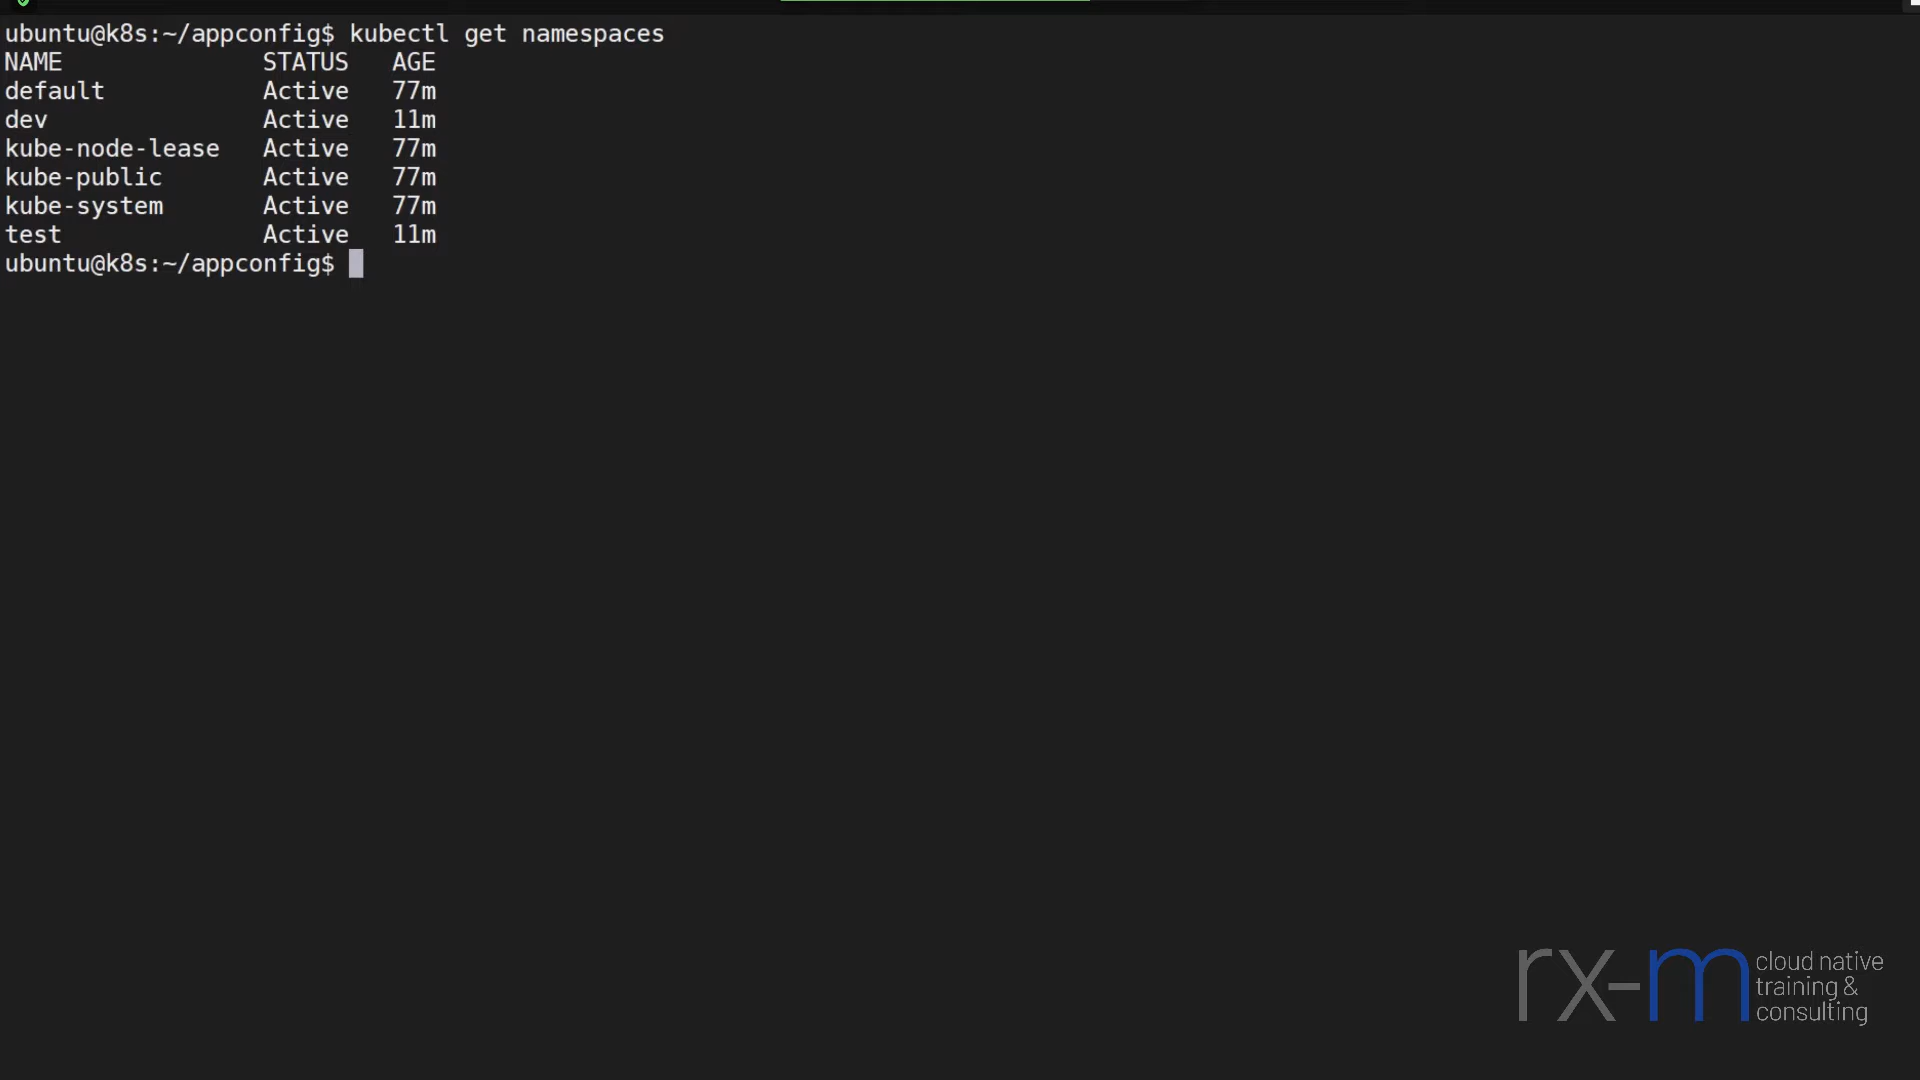 ubuntu@k8s:~/appconfig$ kubectl get namespaces
NAME              STATUS   AGE
default           Active   77m
dev               Active   11m
kube-node-lease   Active   77m
kube-public       Active   77m
kube-system       Active   77m
test              Active   11m
ubuntu@k8s:~/appconfig$
rx-m
cloud native
training &
consulting